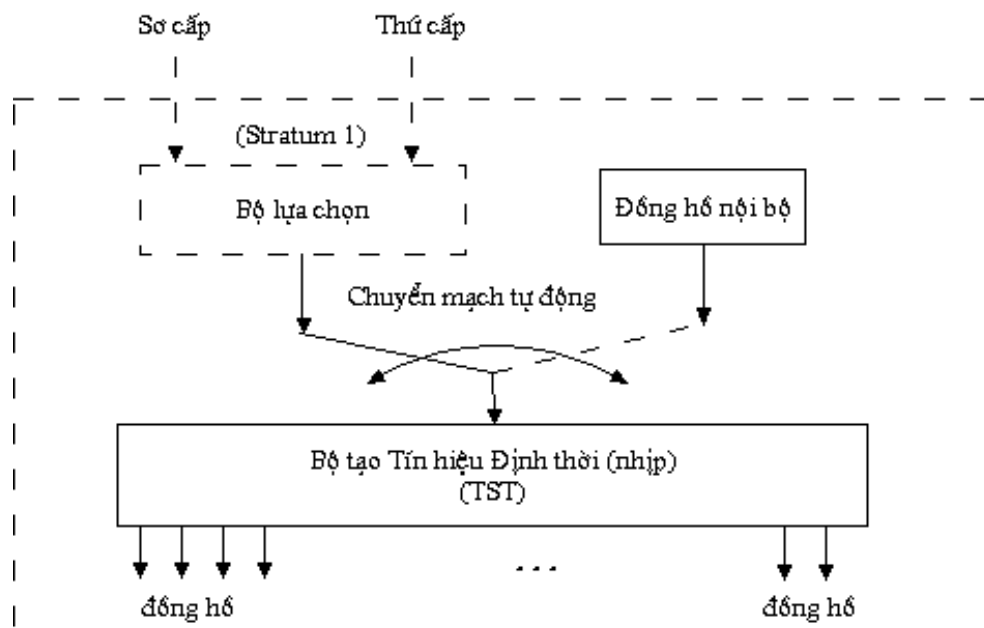 Sơ cấp
Thứ cấp
(Stratum 1)
Bộ lựa chọn
Đồng hồ nội bộ
Chuyển mạch tự động
Bộ tạo Tín hiệu Định thời (nhịp)
(TST)
...
đồng hồ
đồng hồ